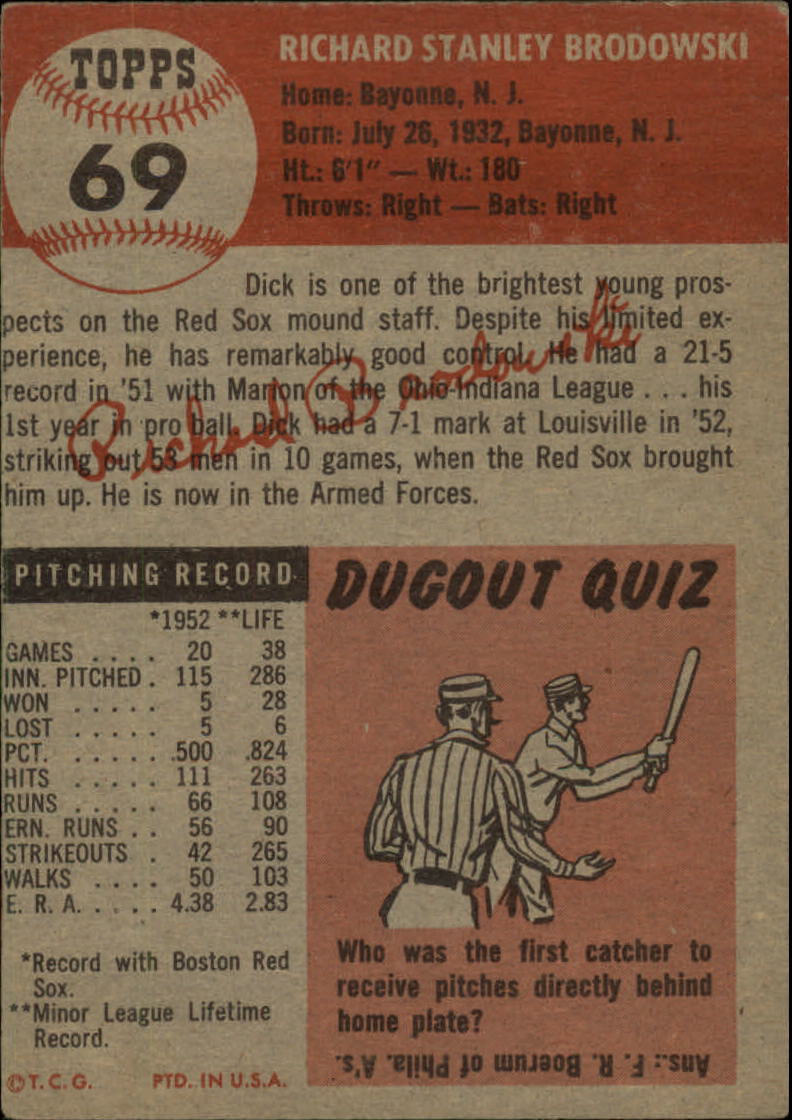 TOPPS
69
RICHARD STANLEY BRODOWSKI
Home: Bayonne, N. J.
Born: July 26, 1932, Bayonne, N. J.
Ht.: 6'1" — Wt.: 180
Throws: Right — Bats: Right
Dick is one of the brightest young pros-
pects on the Red Sox mound staff. Despite his limited ex-
perience, he has remarkably good control. He had a 21-5
record in '51 with Marion of the Ohio-Indiana League . . . his
1st year in pro ball. Dick had a 7-1 mark at Louisville in '52,
striking out 53 men in 10 games, when the Red Sox brought
him up. He is now in the Armed Forces.
Richard Brodowski
PITCHING RECORD
*1952 **LIFE
GAMES . . . . 20 38
INN. PITCHED . 115 286
WON . . . . . 5 28
LOST . . . . . 5 6
PCT. . . . . . .500 .824
HITS . . . . . 111 263
RUNS . . . . . 66 108
ERN. RUNS . . 56 90
STRIKEOUTS . 42 265
WALKS . . . . 50 103
E. R. A. . . . . 4.38 2.83
*Record with Boston Red
Sox.
**Minor League Lifetime
Record.
©T. C. G. PTD. IN U.S.A.
DUGOUT QUIZ
Who was the first catcher to
receive pitches directly behind
home plate?
Ans.: F. R. Boerum of Phila. A's.